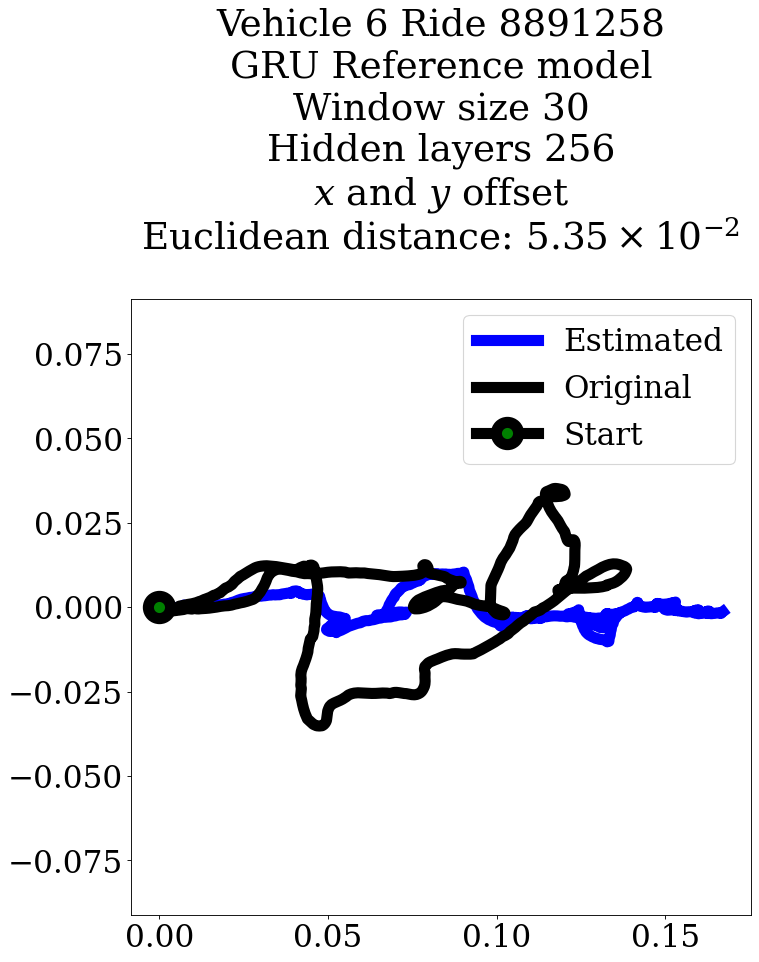 Vehicle 6 Ride 8891258
GRU Reference model
Window size 30
Hidden layers 256
x and y offset
Euclidean distance: 5.35 × 10⁻²
Estimated
Original
Start
0.075
0.050
0.025
0.000
−0.025
−0.050
−0.075
0.00 0.05 0.10 0.15